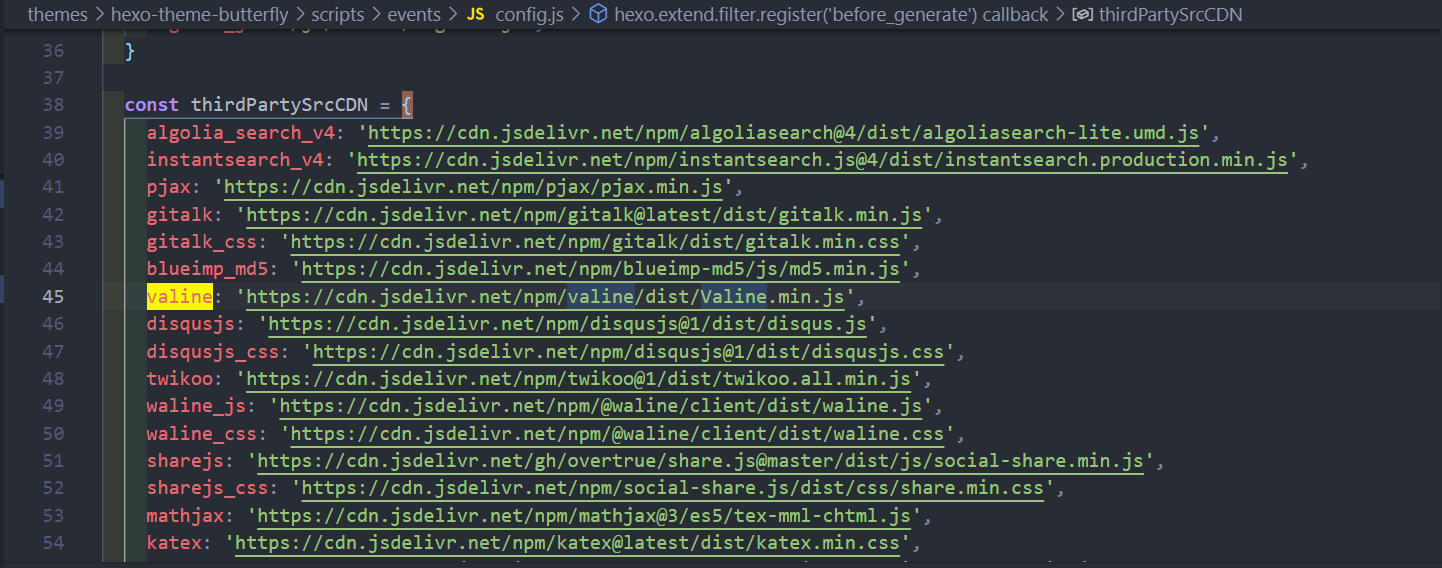 themes > hexo-theme-butterfly > scripts > events > JS config.js > hexo.extend.filter.register('before_generate') callback > thirdPartySrcCDN
36 }
37
38 const thirdPartySrcCDN = {
39 algolia_search_v4: 'https://cdn.jsdelivr.net/npm/algoliasearch@4/dist/algoliasearch-lite.umd.js',
40 instantsearch_v4: 'https://cdn.jsdelivr.net/npm/instantsearch.js@4/dist/instantsearch.production.min.js',
41 pjax: 'https://cdn.jsdelivr.net/npm/pjax/pjax.min.js',
42 gitalk: 'https://cdn.jsdelivr.net/npm/gitalk@latest/dist/gitalk.min.js',
43 gitalk_css: 'https://cdn.jsdelivr.net/npm/gitalk/dist/gitalk.min.css',
44 blueimp_md5: 'https://cdn.jsdelivr.net/npm/blueimp-md5/js/md5.min.js',
45 valine: 'https://cdn.jsdelivr.net/npm/valine/dist/Valine.min.js',
46 disqusjs: 'https://cdn.jsdelivr.net/npm/disqusjs@1/dist/disqus.js',
47 disqusjs_css: 'https://cdn.jsdelivr.net/npm/disqusjs@1/dist/disqusjs.css',
48 twikoo: 'https://cdn.jsdelivr.net/npm/twikoo@1/dist/twikoo.all.min.js',
49 waline_js: 'https://cdn.jsdelivr.net/npm/@waline/client/dist/waline.js',
50 waline_css: 'https://cdn.jsdelivr.net/npm/@waline/client/dist/waline.css',
51 sharejs: 'https://cdn.jsdelivr.net/gh/overtrue/share.js@master/dist/js/social-share.min.js',
52 sharejs_css: 'https://cdn.jsdelivr.net/npm/social-share.js/dist/css/share.min.css',
53 mathjax: 'https://cdn.jsdelivr.net/npm/mathjax@3/es5/tex-mml-chtml.js',
54 katex: 'https://cdn.jsdelivr.net/npm/katex@latest/dist/katex.min.css',